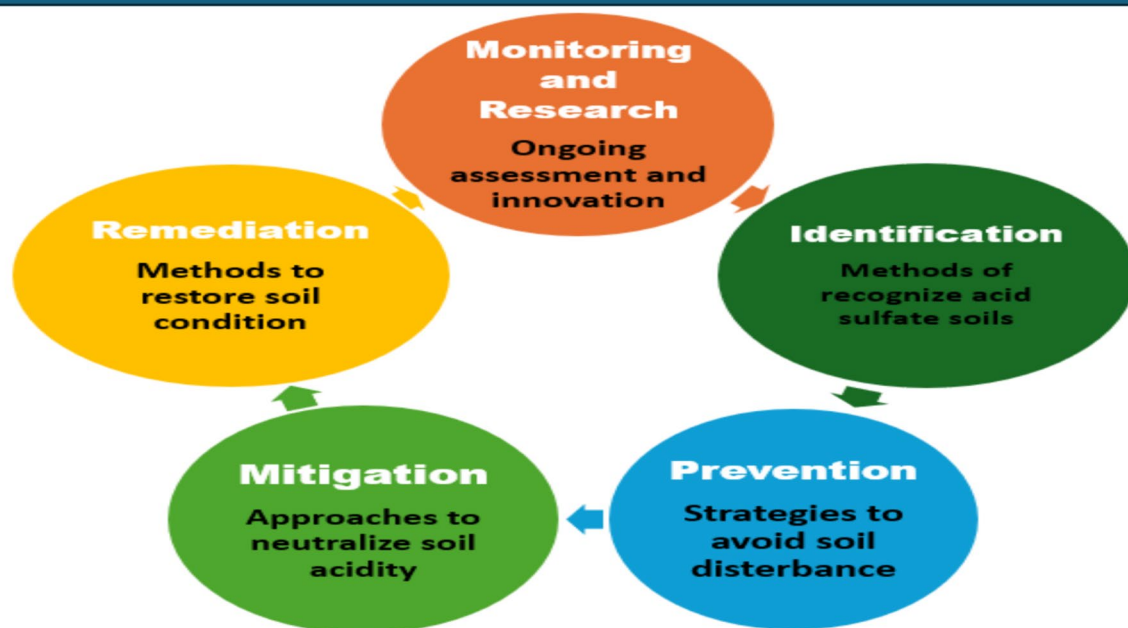 Monitoring
and
Research
Ongoing
assessment and
innovation
Identification
Methods of
recognize acid
sulfate soils
Prevention
Strategies to
avoid soil
disterbance
Mitigation
Approaches to
neutralize soil
acidity
Remediation
Methods to
restore soil
condition